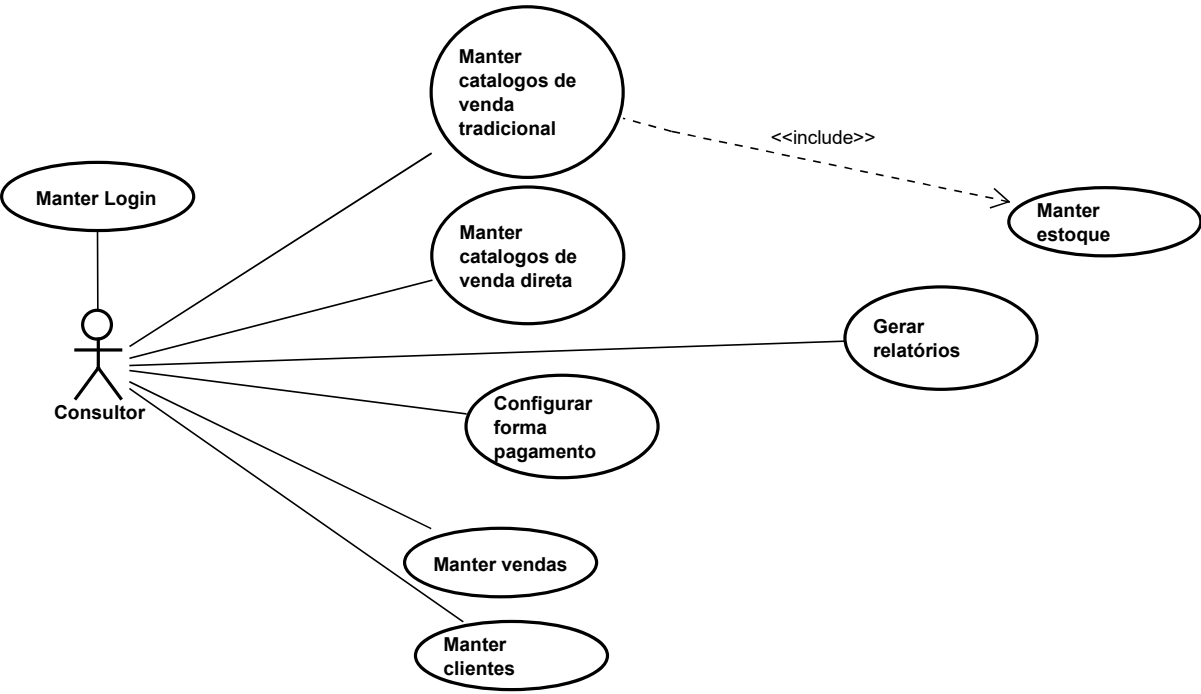 Manter
catalogos de
venda
tradicional
<<include>>
Manter Login
Manter
estoque
Manter
catalogos de
venda direta
Gerar
relatórios
Consultor
Configurar
forma
pagamento
Manter vendas
Manter
clientes